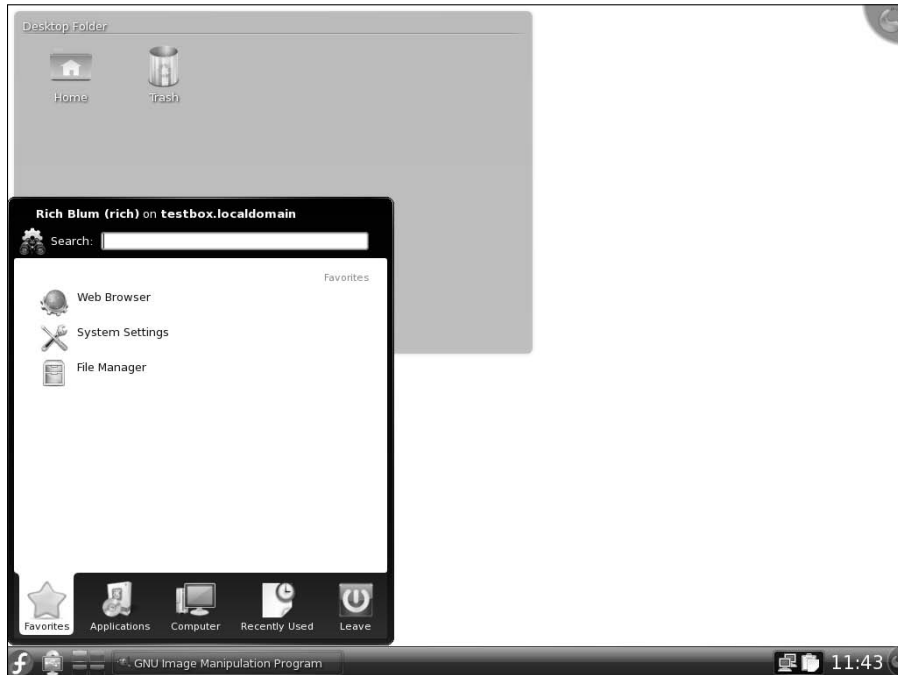 Desktop Folder
Home
Trash
Rich Blum (rich) on testbox.localdomain
Search:
Favorites
Web Browser
System Settings
File Manager
Favorites
Applications
Computer
Recently Used
Leave
GNU Image Manipulation Program
11:43